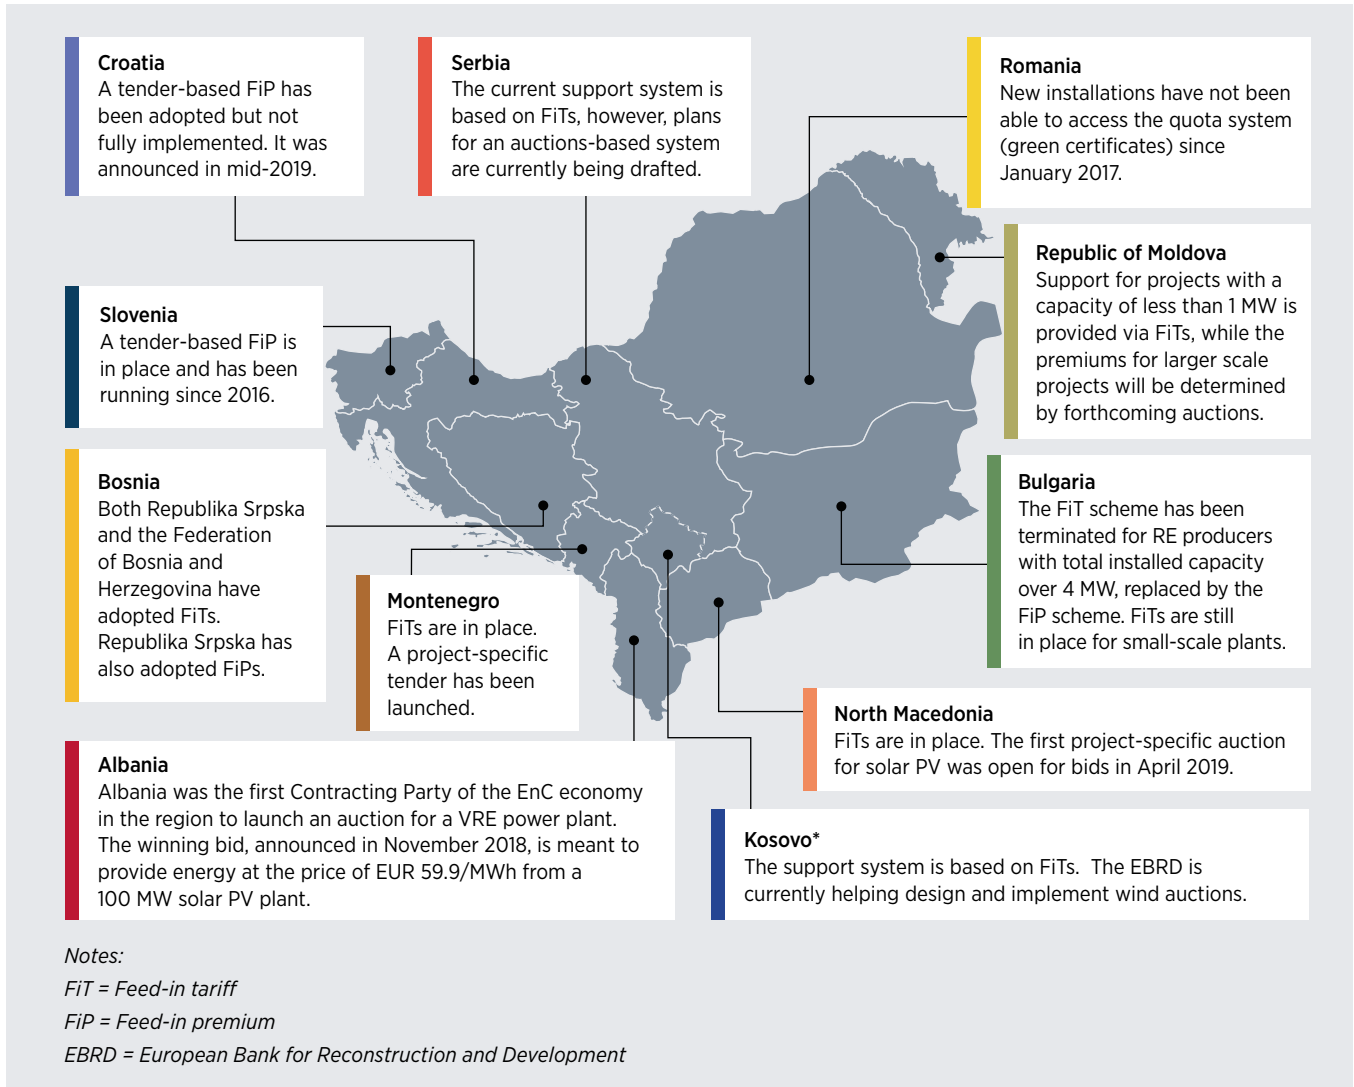 Croatia
A tender-based FiP has
been adopted but not
fully implemented. It was
announced in mid-2019.
Serbia
The current support system is
based on FiTs, however, plans
for an auctions-based system
are currently being drafted.
Romania
New installations have not been
able to access the quota system
(green certificates) since
January 2017.
Republic of Moldova
Support for projects with a
capacity of less than 1 MW is
provided via FiTs, while the
premiums for larger scale
projects will be determined
by forthcoming auctions.
Slovenia
A tender-based FiP is
in place and has been
running since 2016.
Bosnia
Both Republika Srpska
and the Federation
of Bosnia and
Herzegovina have
adopted FiTs.
Republika Srpska has
also adopted FiPs.
Bulgaria
The FiT scheme has been
terminated for RE producers
with total installed capacity
over 4 MW, replaced by the
FiP scheme. FiTs are still
in place for small-scale plants.
Montenegro
FiTs are in place.
A project-specific
tender has been
launched.
North Macedonia
FiTs are in place. The first project-specific auction
for solar PV was open for bids in April 2019.
Albania
Albania was the first Contracting Party of the EnC economy
in the region to launch an auction for a VRE power plant.
The winning bid, announced in November 2018, is meant to
provide energy at the price of EUR 59.9/MWh from a
100 MW solar PV plant.
Kosovo*
The support system is based on FiTs.  The EBRD is
currently helping design and implement wind auctions.
Notes:
FiT = Feed-in tariff
FiP = Feed-in premium
EBRD = European Bank for Reconstruction and Development